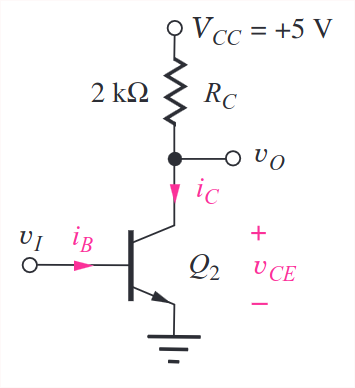 V_CC = +5 V
2 kΩ R_C
v_O
i_C
v_I i_B
+
Q_2 v_CE
−